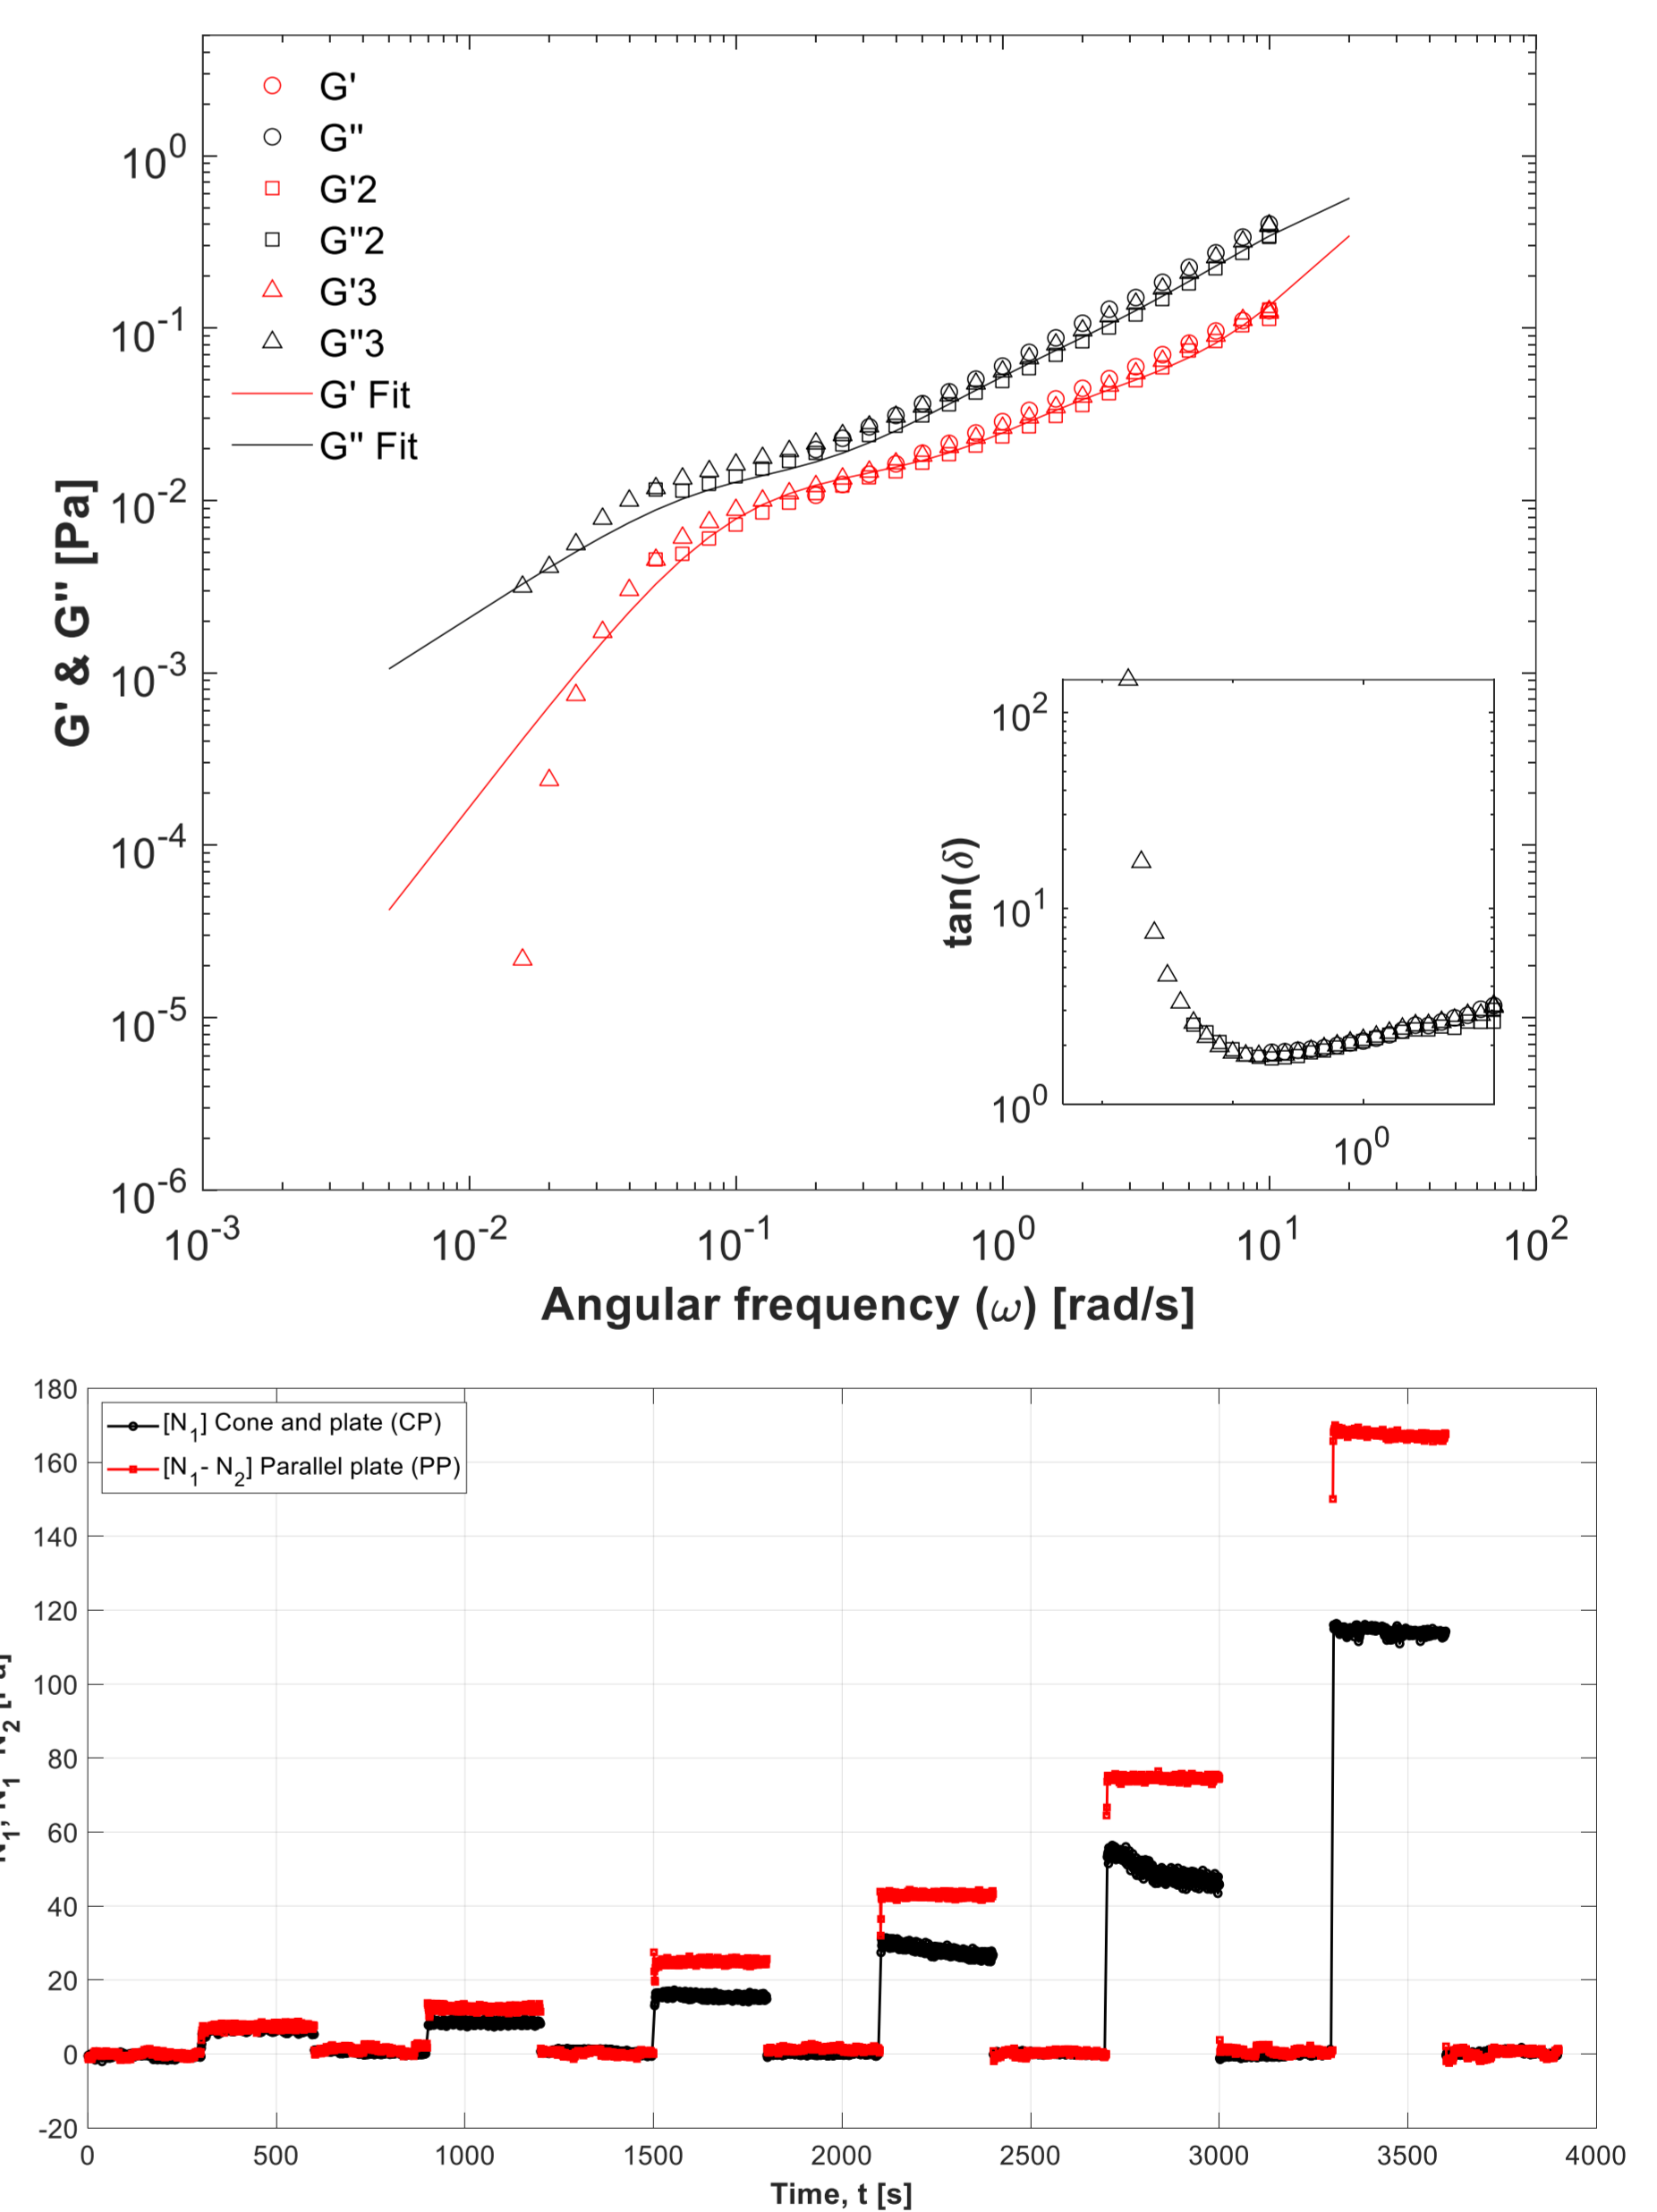 G'
G''
G'2
G''2
G'3
G''3
G' Fit
G'' Fit
10^0
10^-1
10^-2
10^-3
10^-4
10^-5
10^-6
G' & G'' [Pa]
10^-3
10^-2
10^-1
10^0
10^1
10^2
Angular frequency (ω) [rad/s]
10^2
10^1
10^0
tan(δ)
10^0
[N_1] Cone and plate (CP)
[N_1- N_2] Parallel plate (PP)
180
160
140
120
100
80
60
40
20
0
-20
0
500
1000
1500
2000
2500
3000
3500
4000
Time, t [s]